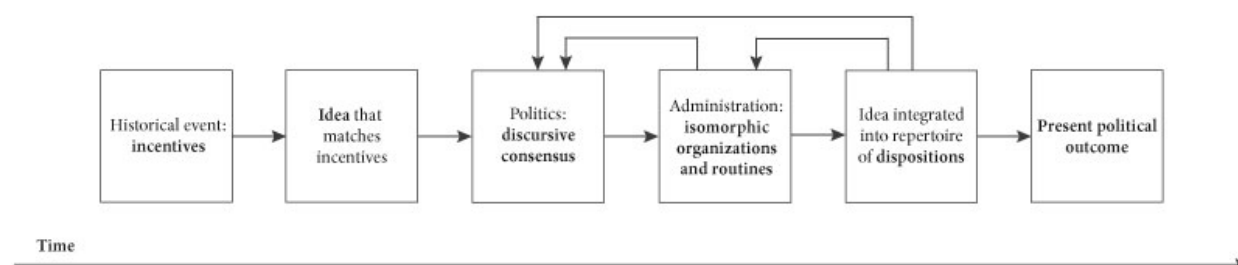 Historical event:
incentives
Idea that
matches
incentives
Politics:
discursive
consensus
Administration:
isomorphic
organizations
and routines
Idea integrated
into repertoire
of dispositions
Present political
outcome
Time